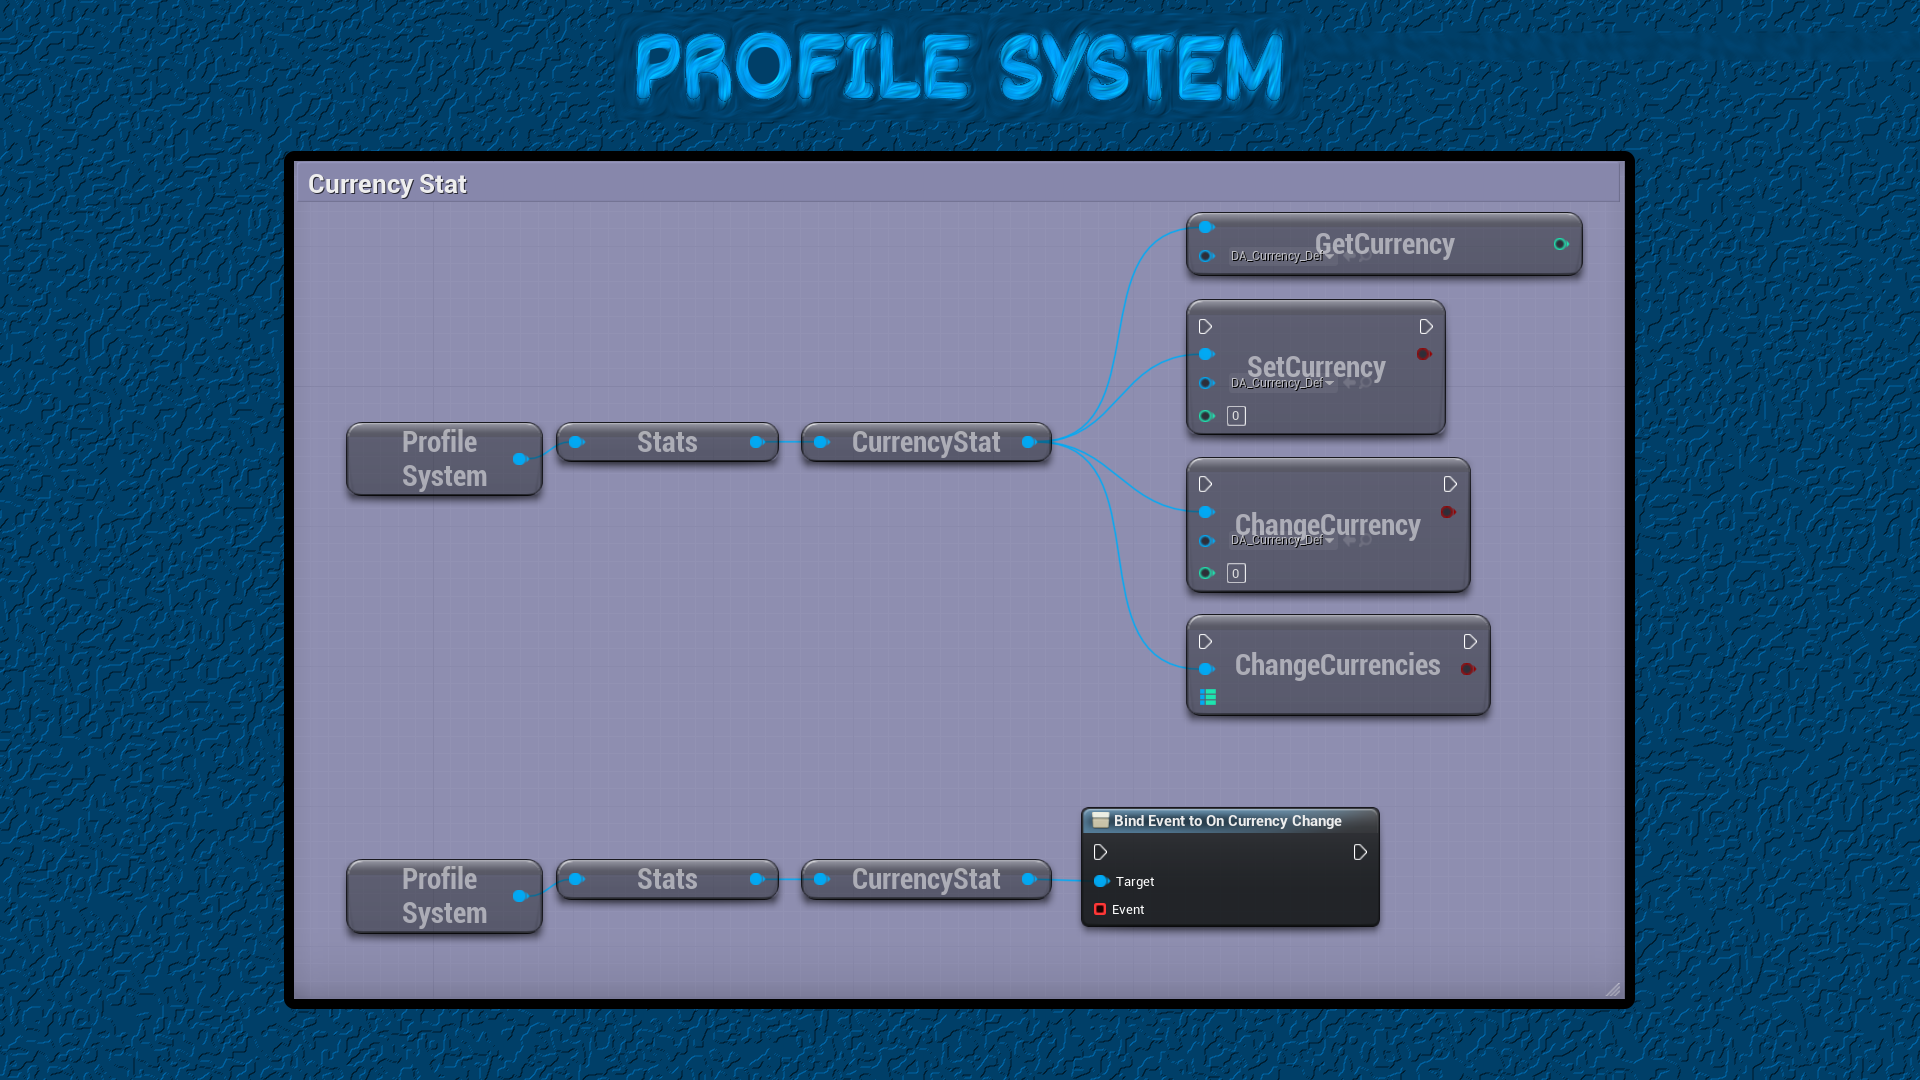 PROFILE SYSTEM
Currency Stat
GetCurrency
DA_Currency_Def
SetCurrency
DA_Currency_Def
0
Profile
System
Stats
CurrencyStat
ChangeCurrency
DA_Currency_Def
0
ChangeCurrencies
Bind Event to On Currency Change
Target
Event
Profile
System
Stats
CurrencyStat